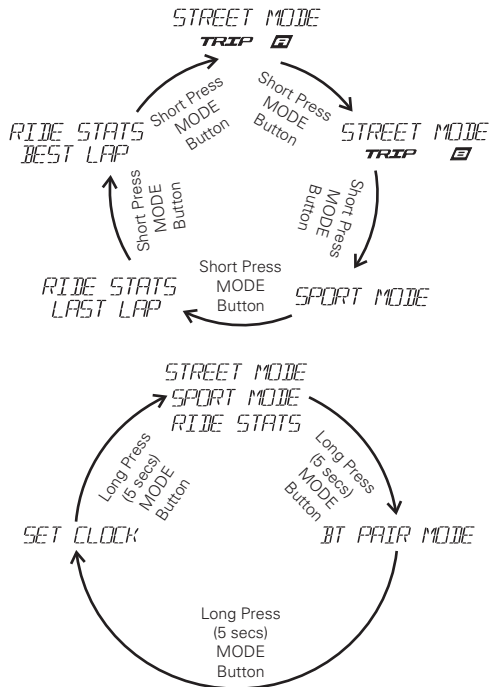 STREET MODE
TRIP A
Short Press
MODE
Button
Short Press
MODE
Button
RIDE STATS
BEST LAP
STREET MODE
TRIP B
Short Press
MODE
Button
Short Press
MODE
Button
Short Press
MODE
Button
RIDE STATS
LAST LAP
SPORT MODE
STREET MODE
SPORT MODE
RIDE STATS
Long Press
(5 secs)
MODE
Button
Long Press
(5 secs)
MODE
Button
SET CLOCK
BT PAIR MODE
Long Press
(5 secs)
MODE
Button